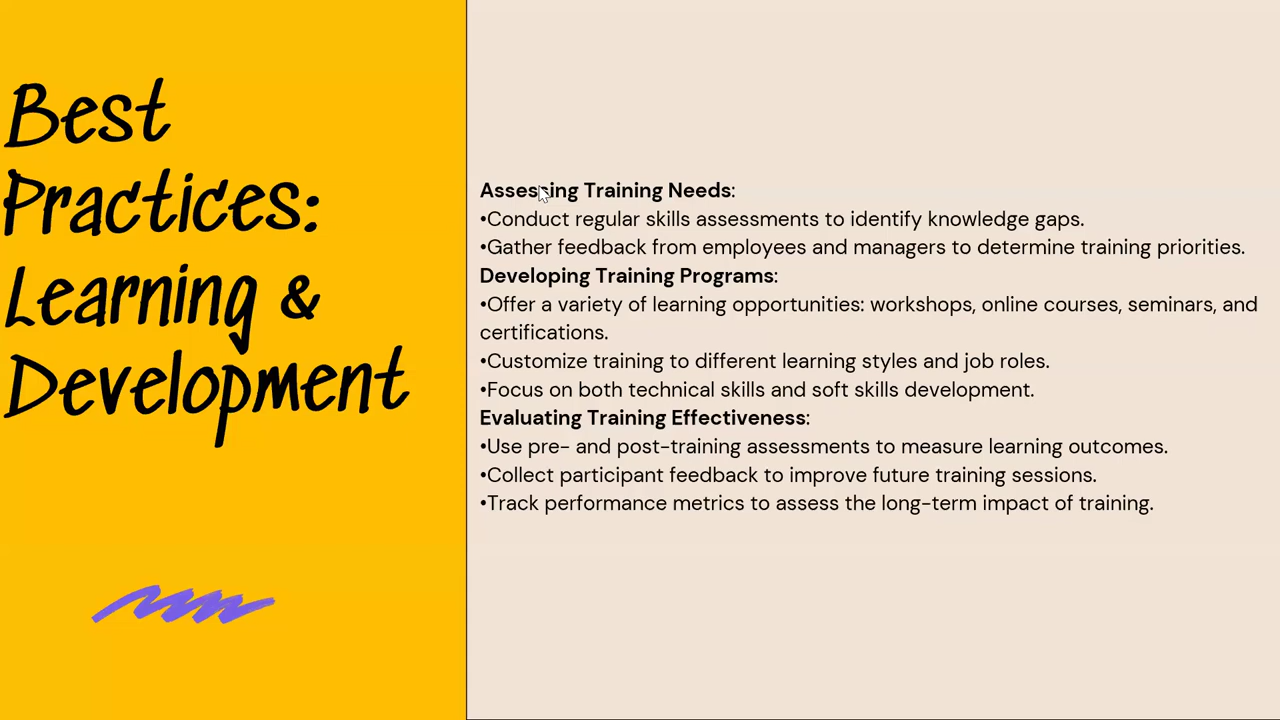 Best
Practices:
Learning &
Development
Assessing Training Needs:
•Conduct regular skills assessments to identify knowledge gaps.
•Gather feedback from employees and managers to determine training priorities.
Developing Training Programs:
•Offer a variety of learning opportunities: workshops, online courses, seminars, and
certifications.
•Customize training to different learning styles and job roles.
•Focus on both technical skills and soft skills development.
Evaluating Training Effectiveness:
•Use pre- and post-training assessments to measure learning outcomes.
•Collect participant feedback to improve future training sessions.
•Track performance metrics to assess the long-term impact of training.